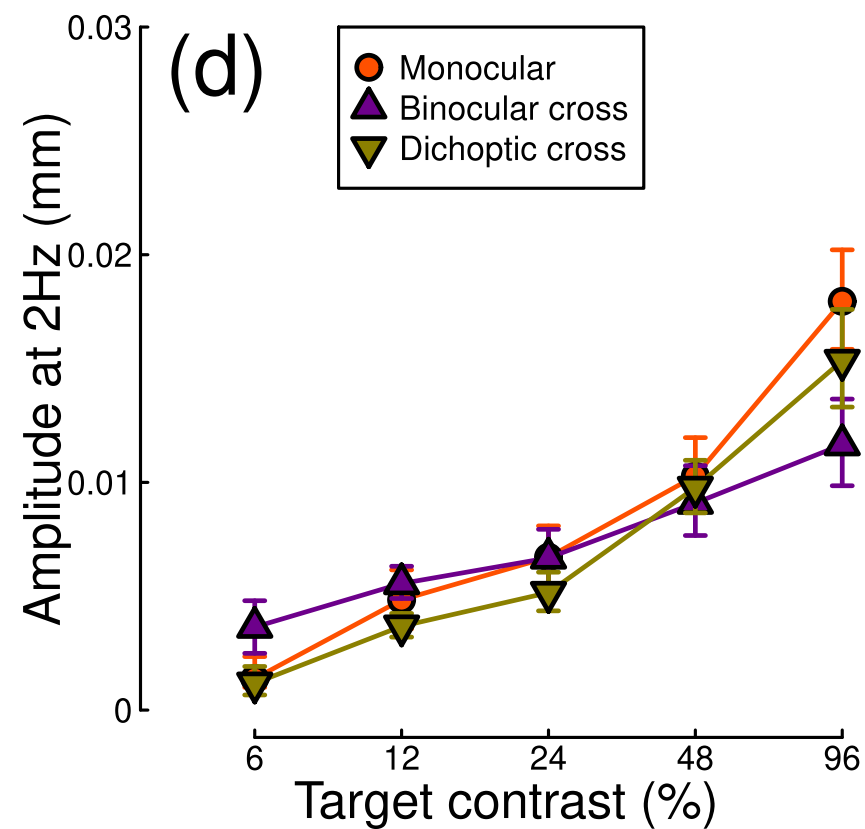 (d)
Monocular
Binocular cross
Dichoptic cross
Amplitude at 2Hz (mm)
0.03
0.02
0.01
0
6 12 24 48 96
Target contrast (%)